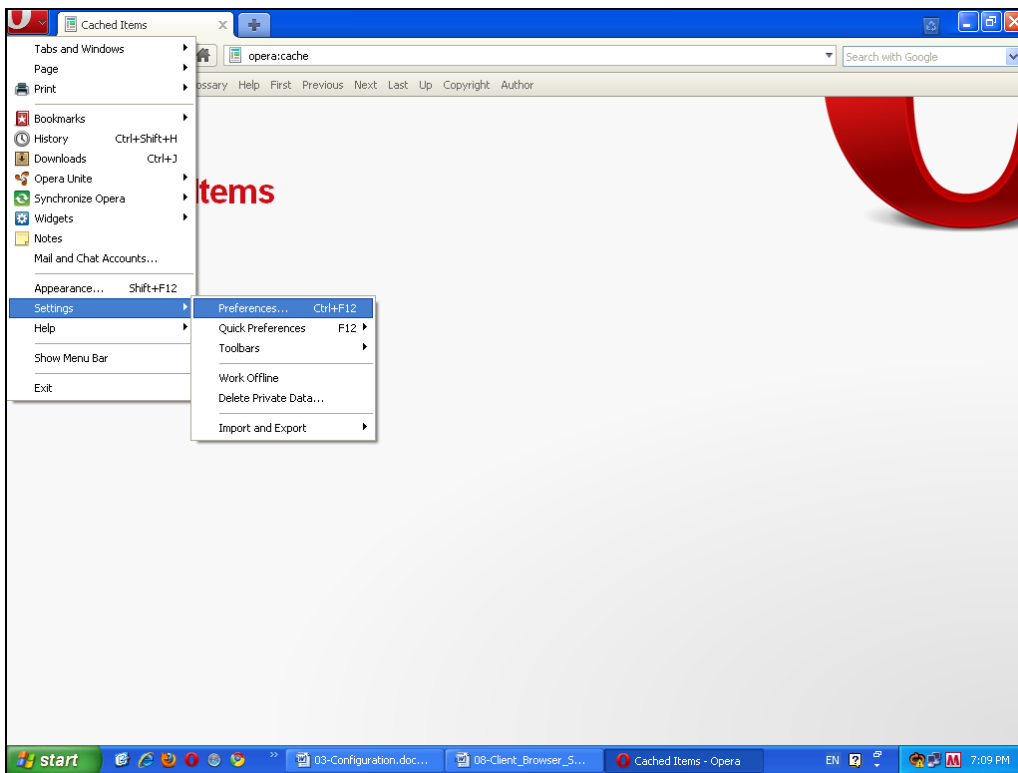 Cached Items
Tabs and Windows
Page
Print
Bookmarks
History Ctrl+Shift+H
Downloads Ctrl+J
Opera Unite
Synchronize Opera
Widgets
Notes
Mail and Chat Accounts...
Appearance... Shift+F12
Settings
Help
Show Menu Bar
Exit
opera:cache
Search with Google
ossary Help First Previous Next Last Up Copyright Author
Items
Preferences... Ctrl+F12
Quick Preferences F12
Toolbars
Work Offline
Delete Private Data...
Import and Export
start
03-Configuration.doc...
08-Client_Browser_S...
Cached Items - Opera
EN
7:09 PM